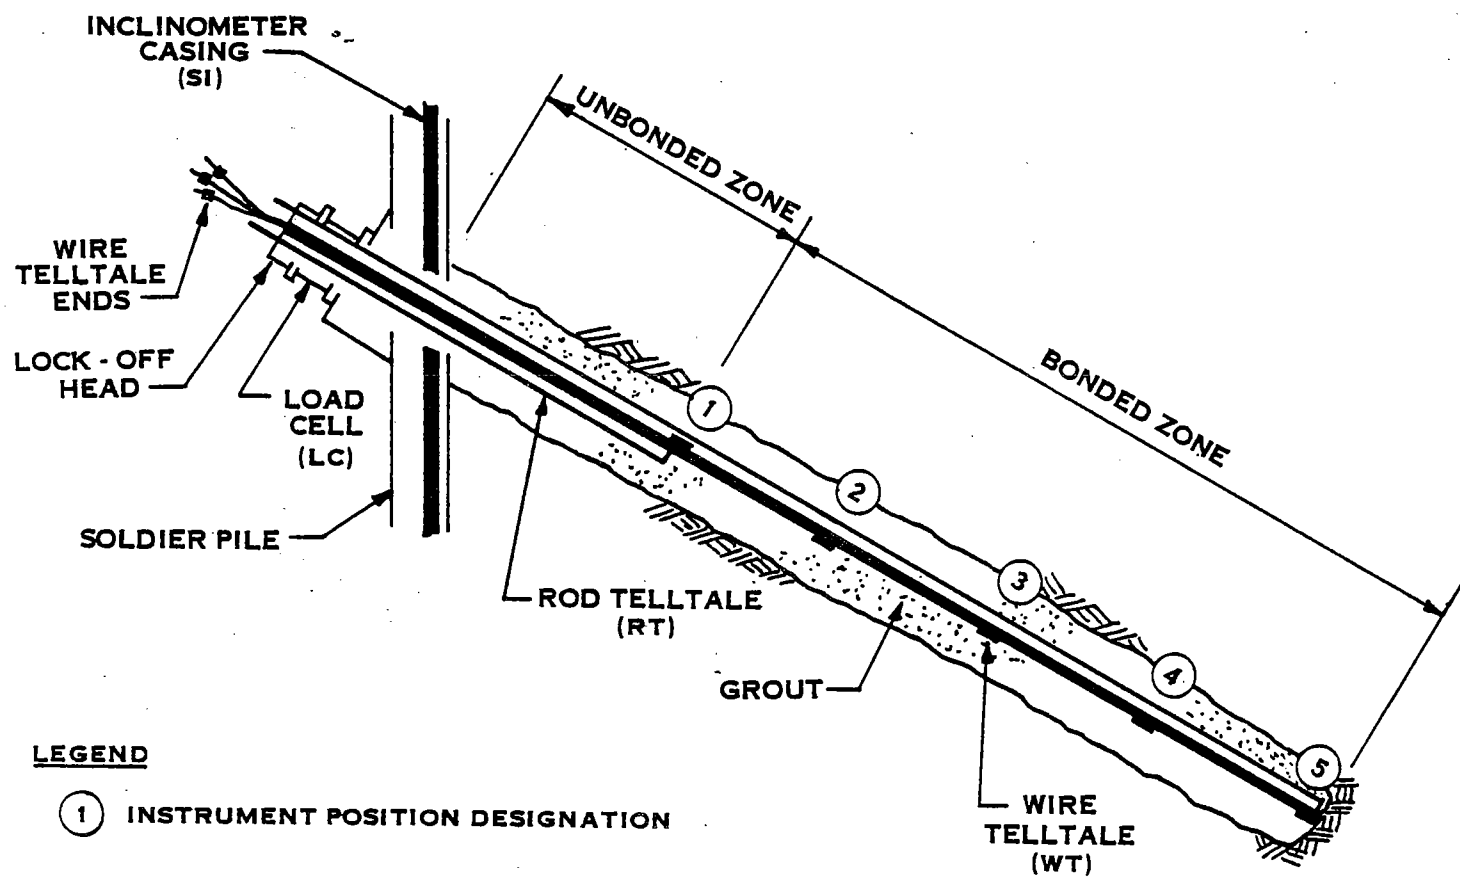 INCLINOMETER
CASING
(SI)
UNBONDED ZONE
BONDED ZONE
WIRE
TELLTALE
ENDS
LOCK-OFF
HEAD
LOAD
CELL
(LC)
SOLDIER PILE
1
2
3
4
5
ROD TELLTALE
(RT)
GROUT
WIRE
TELLTALE
(WT)
LEGEND
1 INSTRUMENT POSITION DESIGNATION